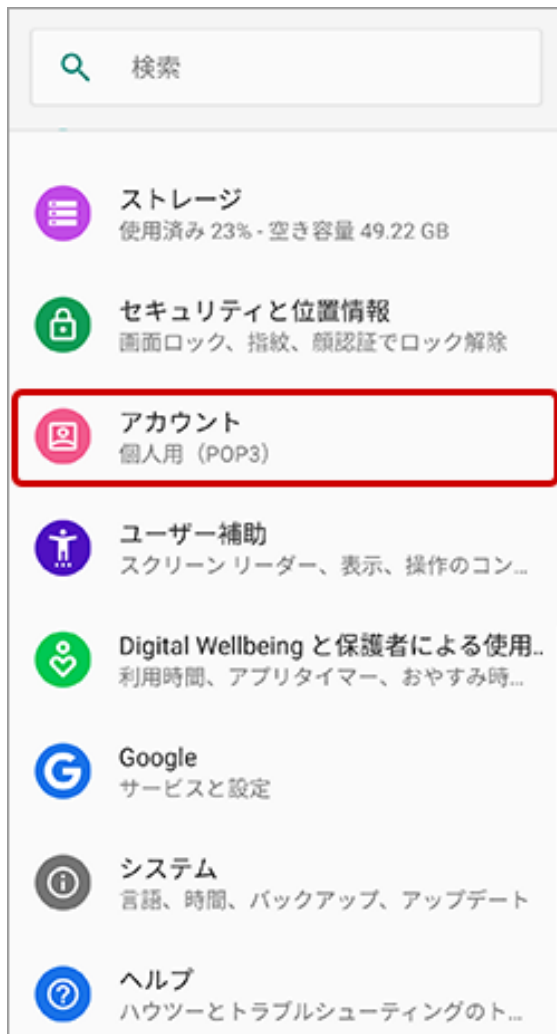 検索
ストレージ
使用済み 23% - 空き容量 49.22 GB
セキュリティと位置情報
画面ロック、指紋、顔認証でロック解除
アカウント
個人用（POP3）
ユーザー補助
スクリーン リーダー、表示、操作のコン...
Digital Wellbeing と保護者による使用..
利用時間、アプリタイマー、おやすみ時...
Google
サービスと設定
システム
言語、時間、バックアップ、アップデート
ヘルプ
ハウツーとトラブルシューティングのト...